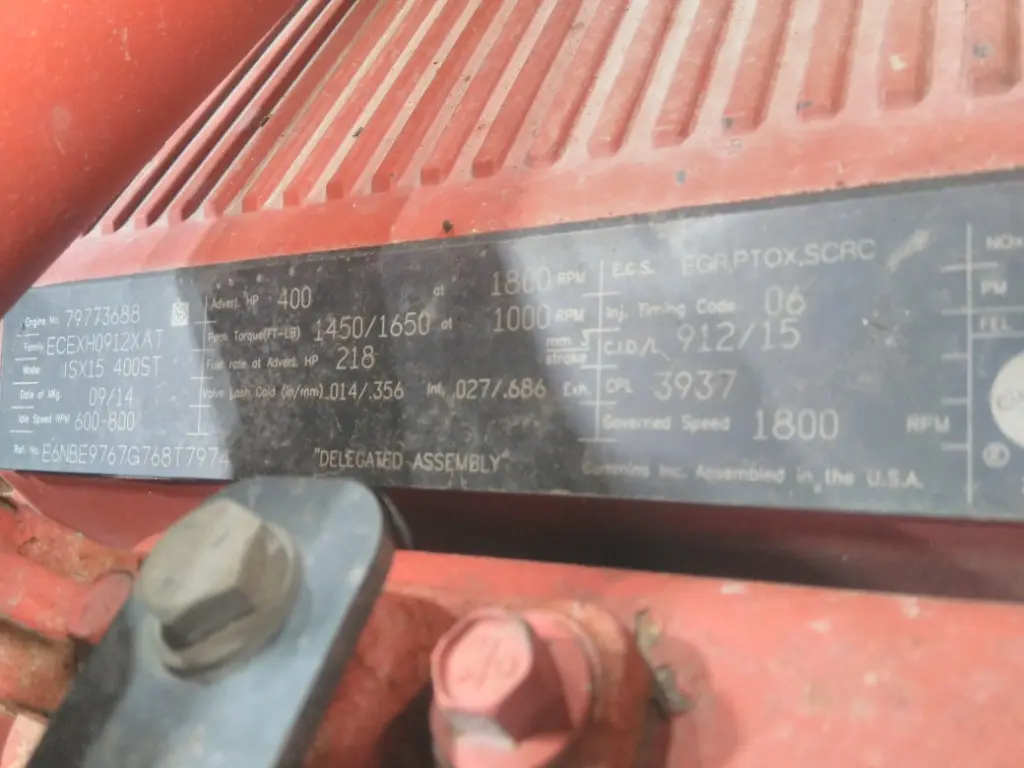 Engine No. 79773688
Family ECEXH0912XAT
Model ISX15 400ST
Date of Mfg. 09/14
Idle Speed RPM 600-800
Ref. No. E6NBE9767G768T7974
Advert. HP 400 at 1800 RPM
Peak Torque(FT-LB) 1450/1650 at 1000 RPM
Fuel rate at Advert. HP 218 mm³ stroke
Valve Lash Cold (in/mm) .014/.356 Int. .027/.686 Exh.
"DELEGATED ASSEMBLY"
E.C.S. EGR,PTOX,SCRC
Inj. Timing Code 06
C.I.D/L 912/15
CPL 3937
Governed Speed 1800 RPM
Cummins Inc. Assembled in the U.S.A.
NOx
PM
FEL